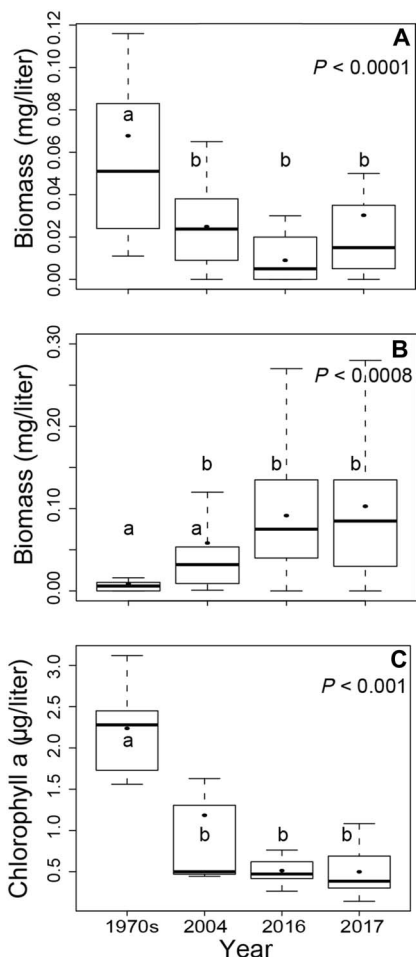 A
P < 0.0001
Biomass (mg/liter)
0.12
0.10
0.08
0.06
0.04
0.02
0.00
a
b
b
b
B
P < 0.0008
Biomass (mg/liter)
0.30
0.20
0.10
0.00
a
b
a
b
b
C
P < 0.001
Chlorophyll a (µg/liter)
3.0
2.5
2.0
1.5
1.0
0.5
a
b
b
b
1970s 2004 2016 2017
Year